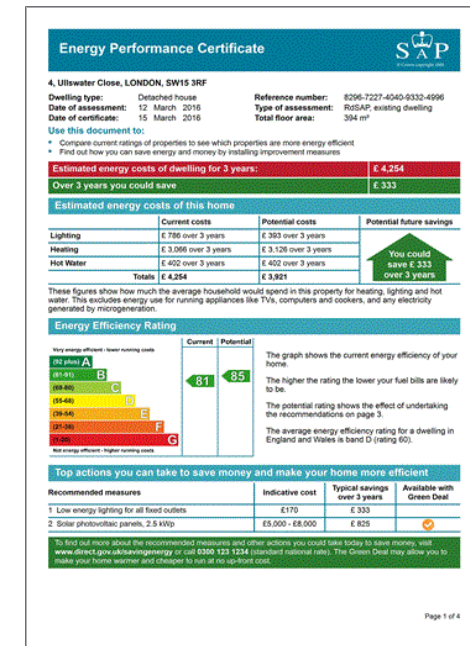 Energy Performance Certificate
SAP
© Crown copyright 2009
4, Ullswater Close, LONDON, SW15 3RF
Dwelling type: Detached house
Reference number: 8296-7227-4040-9332-4996
Date of assessment: 12 March 2016
Type of assessment: RdSAP, existing dwelling
Date of certificate: 15 March 2016
Total floor area: 394 m²
Use this document to:
• Compare current ratings of properties to see which properties are more energy efficient
• Find out how you can save energy and money by installing improvement measures
Estimated energy costs of dwelling for 3 years: £ 4,254
Over 3 years you could save £ 333
Estimated energy costs of this home
Current costs Potential costs Potential future savings
Lighting £ 786 over 3 years £ 393 over 3 years
Heating £ 3,066 over 3 years £ 3,126 over 3 years
Hot Water £ 402 over 3 years £ 402 over 3 years
Totals £ 4,254 £ 3,921
You could
save £ 333
over 3 years
These figures show how much the average household would spend in this property for heating, lighting and hot
water. This excludes energy use for running appliances like TVs, computers and cookers, and any electricity
generated by microgeneration.
Energy Efficiency Rating
Current Potential
Very energy efficient - lower running costs
(92 plus) A
(81-91) B
(69-80) C
(55-68) D
(39-54) E
(21-38) F
(1-20) G
Not energy efficient - higher running costs
81
85
The graph shows the current energy efficiency of your
home.
The higher the rating the lower your fuel bills are likely
to be.
The potential rating shows the effect of undertaking
the recommendations on page 3.
The average energy efficiency rating for a dwelling in
England and Wales is band D (rating 60).
Top actions you can take to save money and make your home more efficient
Recommended measures Indicative cost Typical savings over 3 years Available with Green Deal
1 Low energy lighting for all fixed outlets £170 £ 333
2 Solar photovoltaic panels, 2.5 kWp £5,000 - £8,000 £ 825
To find out more about the recommended measures and other actions you could take today to save money, visit
www.direct.gov.uk/savingenergy or call 0300 123 1234 (standard national rate). The Green Deal may allow you to
make your home warmer and cheaper to run at no up-front cost.
Page 1 of 4